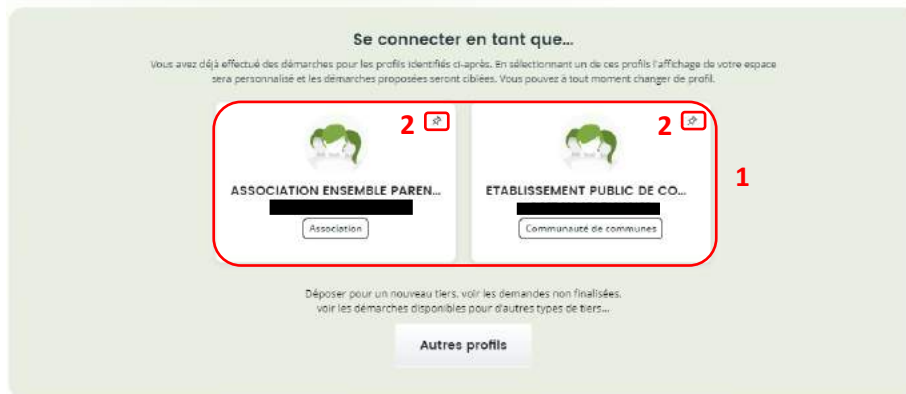 Se connecter en tant que...
Vous avez déjà effectué des démarches pour les profils identifiés ci-après. En sélectionnant un de ces profils l'affichage de votre espace
sera personnalisé et les démarches proposées seront ciblées. Vous pouvez à tout moment changer de profil.
2
2
ASSOCIATION ENSEMBLE PAREN...
ETABLISSEMENT PUBLIC DE CO...
1
Association
Communauté de communes
Déposer pour un nouveau tiers, voir les demandes non finalisées,
voir les démarches disponibles pour d'autres types de tiers...
Autres profils